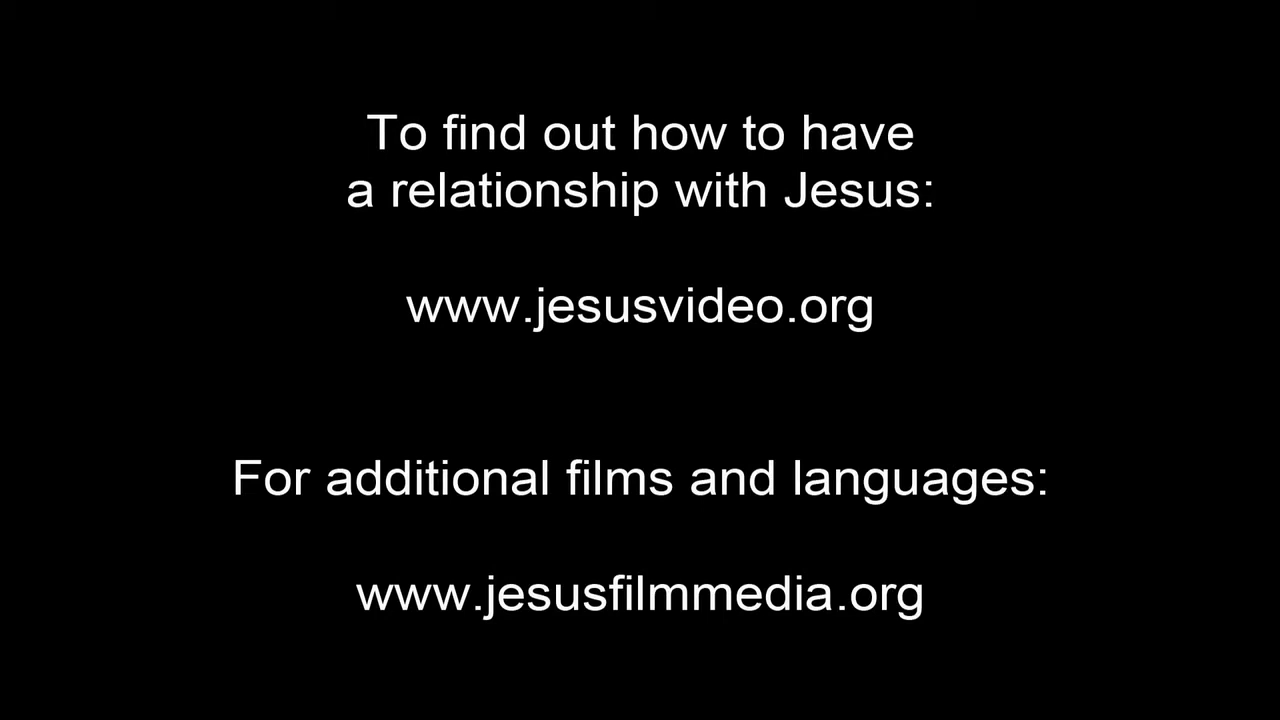 To find out how to have
a relationship with Jesus:
www.jesusvideo.org
For additional films and languages:
www.jesusfilmmedia.org